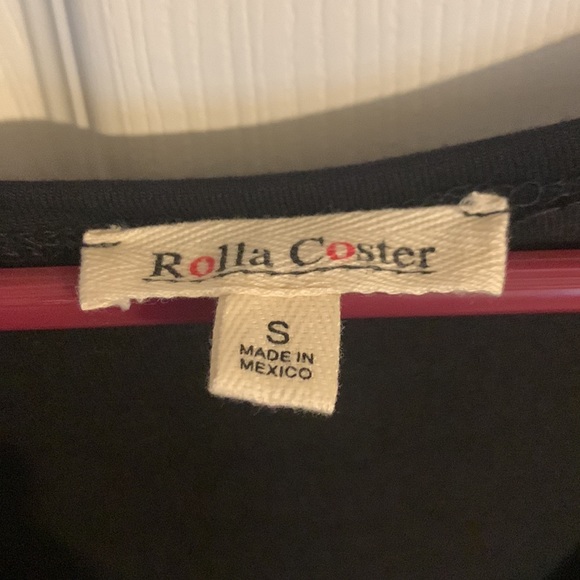 Rolla Coster
S
MADE IN
MEXICO